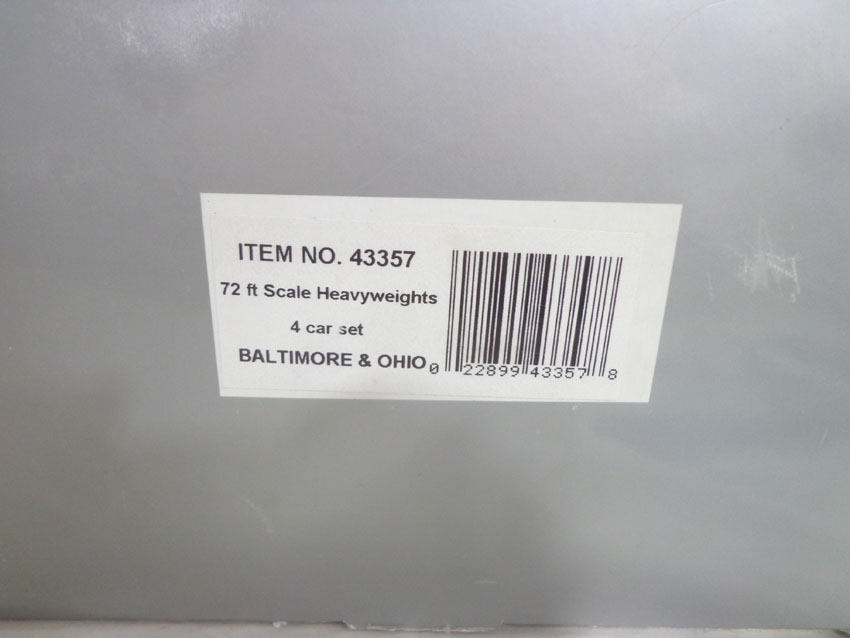 ITEM NO. 43357
72 ft Scale Heavyweights
4 car set
BALTIMORE & OHIO
0 22899 43357 8